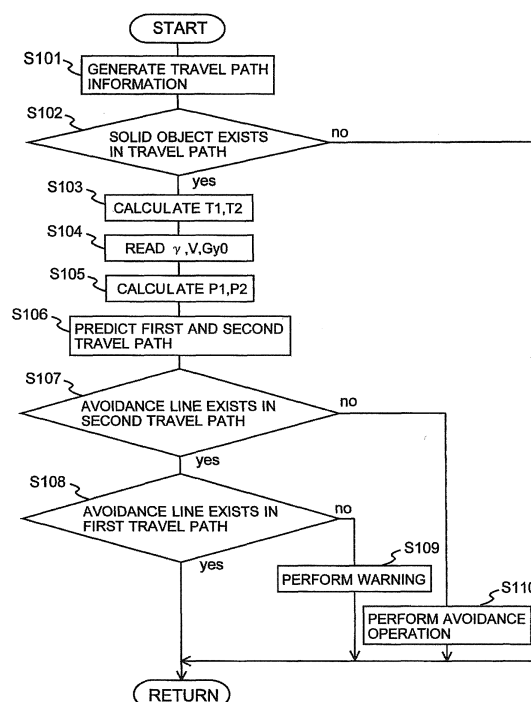 START
S101
GENERATE TRAVEL PATH
INFORMATION
S102
SOLID OBJECT EXISTS
IN TRAVEL PATH
no
yes
S103
CALCULATE T1,T2
S104
READ γ,V,Gy0
S105
CALCULATE P1,P2
S106
PREDICT FIRST AND SECOND
TRAVEL PATH
S107
AVOIDANCE LINE EXISTS IN
SECOND TRAVEL PATH
no
yes
S108
AVOIDANCE LINE EXISTS IN
FIRST TRAVEL PATH
no
yes
S109
PERFORM WARNING
S110
PERFORM AVOIDANCE
OPERATION
RETURN